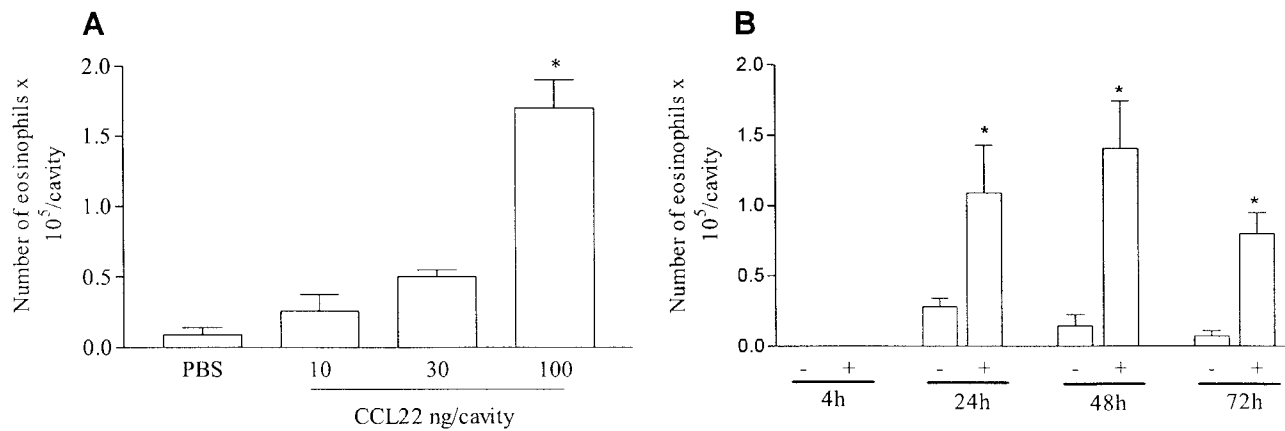 A
Number of eosinophils x
10⁵/cavity
2.0
1.5
1.0
0.5
0.0
*
PBS 10 30 100
CCL22 ng/cavity
B
Number of eosinophils x
10⁵/cavity
2.0
1.5
1.0
0.5
0.0
* * *
- + - + - + - +
4h 24h 48h 72h